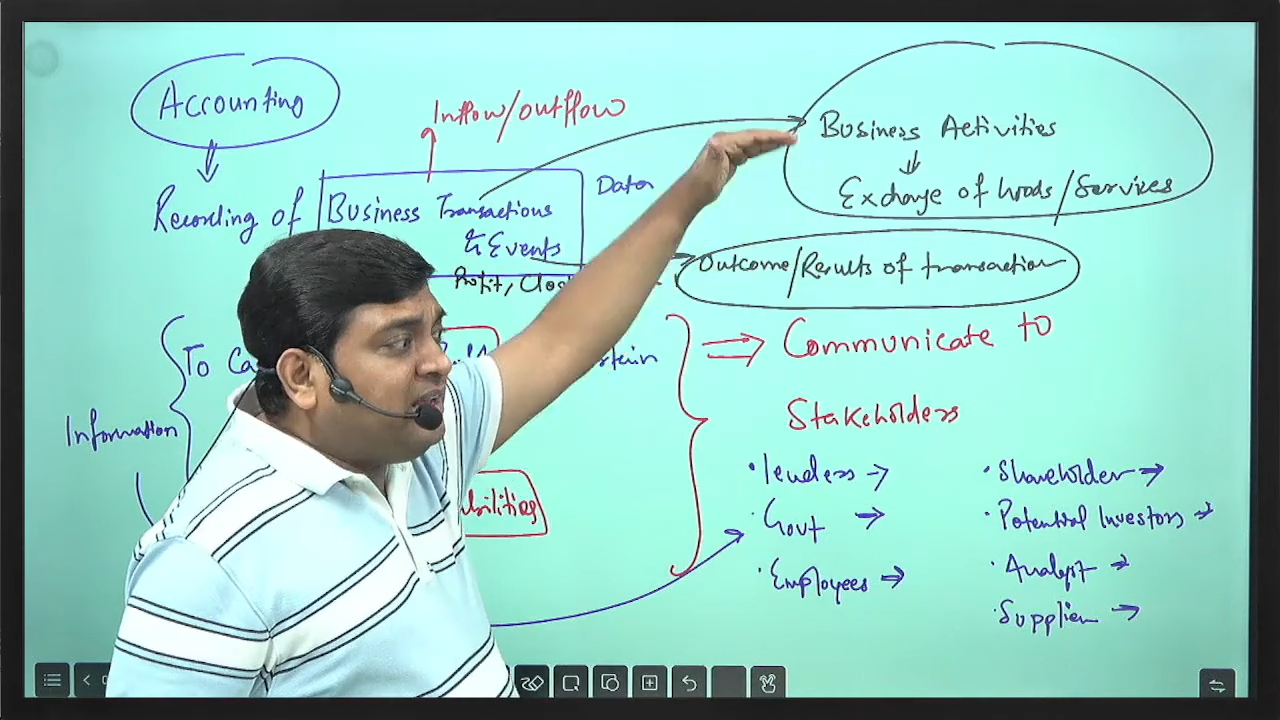 Accounting
Inflow/outflow
Recording of Business Transactions
& Events
Data
Profit,
Business Activities
Exchange of Goods/Services
Outcome/Results of transaction
To
Information
Communicate to
Stakeholders
· lenders →
· Govt →
· Employees →
· Shareholder →
· Potential Investors →
· Analyst →
· Supplier →